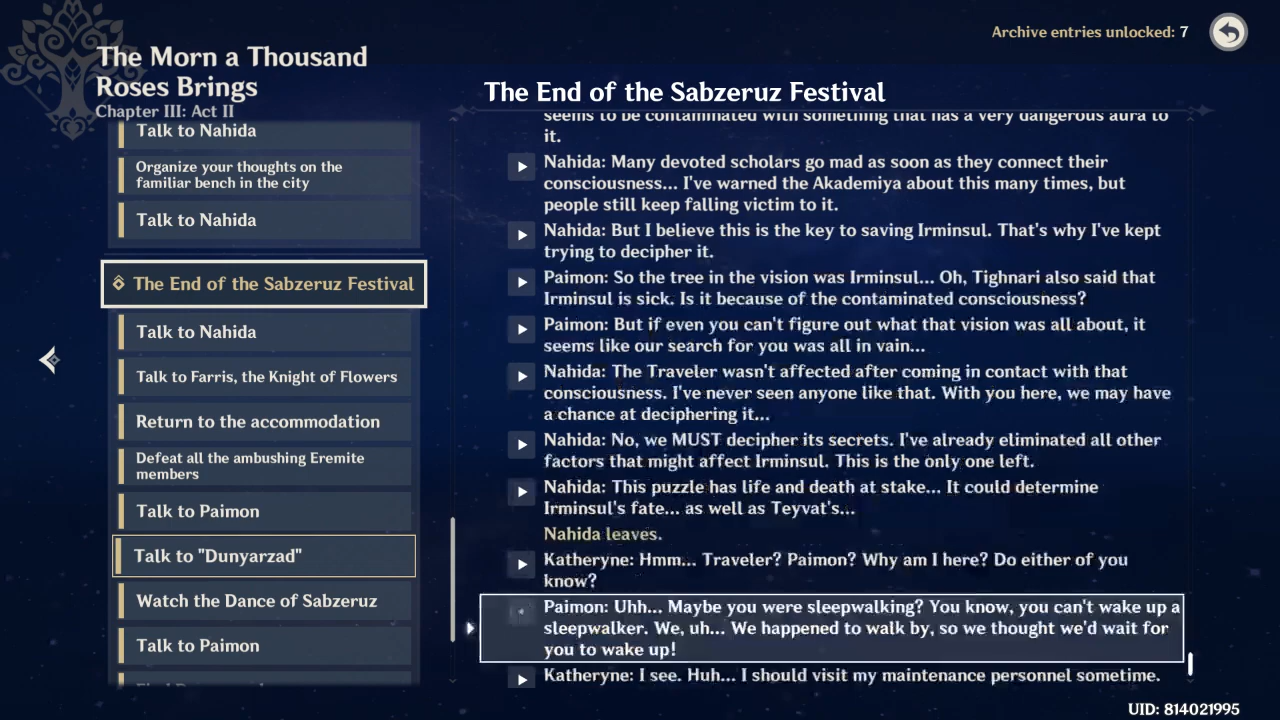 Archive entries unlocked: 7
The Morn a Thousand
Roses Brings
Chapter III: Act II
Talk to Nahida
Organize your thoughts on the
familiar bench in the city
Talk to Nahida
The End of the Sabzeruz Festival
Talk to Nahida
Talk to Farris, the Knight of Flowers
Return to the accommodation
Defeat all the ambushing Eremite
members
Talk to Paimon
Talk to "Dunyarzad"
Watch the Dance of Sabzeruz
Talk to Paimon
The End of the Sabzeruz Festival
seems to be contaminated with something that has a very dangerous aura to
it.
Nahida: Many devoted scholars go mad as soon as they connect their
consciousness... I've warned the Akademiya about this many times, but
people still keep falling victim to it.
Nahida: But I believe this is the key to saving Irminsul. That's why I've kept
trying to decipher it.
Paimon: So the tree in the vision was Irminsul... Oh, Tighnari also said that
Irminsul is sick. Is it because of the contaminated consciousness?
Paimon: But if even you can't figure out what that vision was all about, it
seems like our search for you was all in vain...
Nahida: The Traveler wasn't affected after coming in contact with that
consciousness. I've never seen anyone like that. With you here, we may have
a chance at deciphering it...
Nahida: No, we MUST decipher its secrets. I've already eliminated all other
factors that might affect Irminsul. This is the only one left.
Nahida: This puzzle has life and death at stake... It could determine
Irminsul's fate... as well as Teyvat's...
Nahida leaves.
Katheryne: Hmm... Traveler? Paimon? Why am I here? Do either of you
know?
Paimon: Uhh... Maybe you were sleepwalking? You know, you can't wake up a
sleepwalker. We, uh... We happened to walk by, so we thought we'd wait for
you to wake up!
Katheryne: I see. Huh... I should visit my maintenance personnel sometime.
UID: 814021995